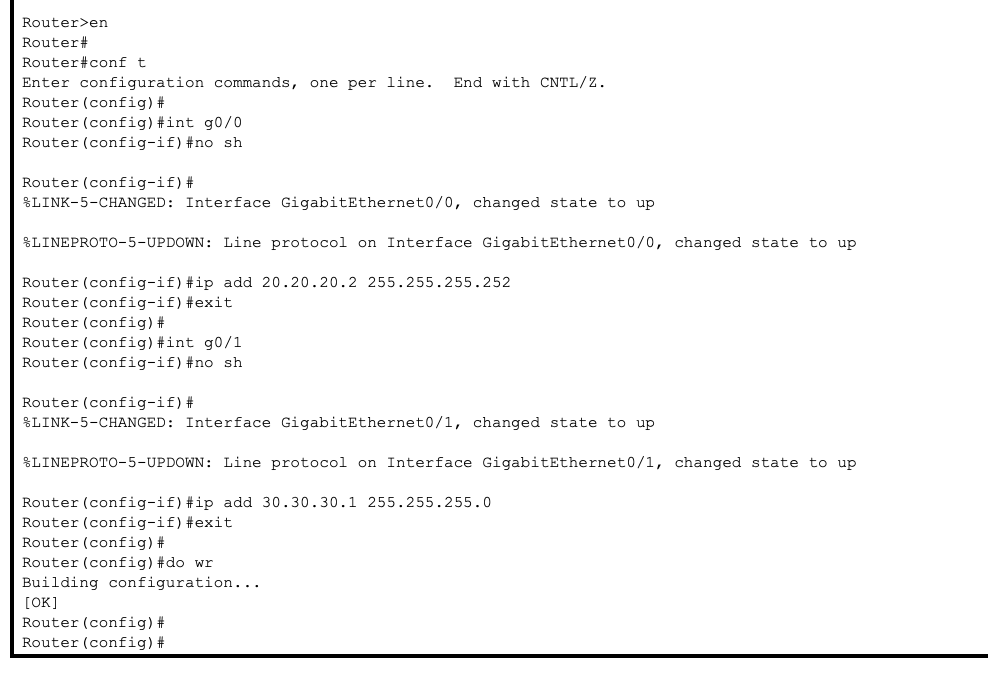 Router>en
Router#
Router#conf t
Enter configuration commands, one per line.  End with CNTL/Z.
Router(config)#
Router(config)#int g0/0
Router(config-if)#no sh
Router(config-if)#
%LINK-5-CHANGED: Interface GigabitEthernet0/0, changed state to up
%LINEPROTO-5-UPDOWN: Line protocol on Interface GigabitEthernet0/0, changed state to up
Router(config-if)#ip add 20.20.20.2 255.255.255.252
Router(config-if)#exit
Router(config)#
Router(config)#int g0/1
Router(config-if)#no sh
Router(config-if)#
%LINK-5-CHANGED: Interface GigabitEthernet0/1, changed state to up
%LINEPROTO-5-UPDOWN: Line protocol on Interface GigabitEthernet0/1, changed state to up
Router(config-if)#ip add 30.30.30.1 255.255.255.0
Router(config-if)#exit
Router(config)#
Router(config)#do wr
Building configuration...
[OK]
Router(config)#
Router(config)#